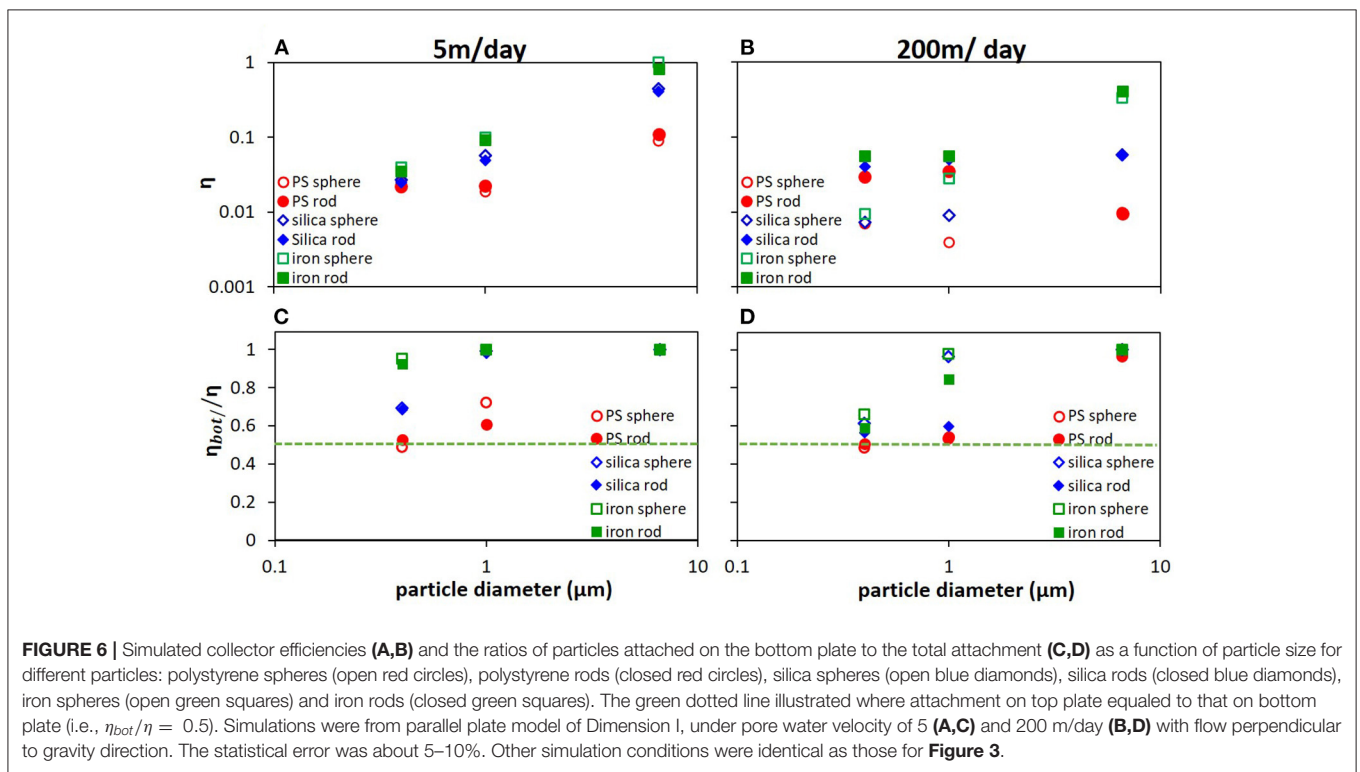 A
5m/day
B
200m/ day
1
0.1
η
0.01
0.001
PS sphere
PS rod
silica sphere
Silica rod
iron sphere
iron rod
PS sphere
PS rod
silica sphere
silica rod
iron sphere
iron rod
C
D
1
0.8
0.6
0.4
0.2
0
ηbot/η
PS sphere
PS rod
silica sphere
silica rod
iron sphere
iron rod
PS sphere
PS rod
silica sphere
silica rod
iron sphere
iron rod
0.1
1
10
0.1
1
10
particle diameter (μm)
particle diameter (μm)
FIGURE 6 | Simulated collector efficiencies (A,B) and the ratios of particles attached on the bottom plate to the total attachment (C,D) as a function of particle size for
different particles: polystyrene spheres (open red circles), polystyrene rods (closed red circles), silica spheres (open blue diamonds), silica rods (closed blue diamonds),
iron spheres (open green squares) and iron rods (closed green squares). The green dotted line illustrated where attachment on top plate equaled to that on bottom
plate (i.e., ηbot/η = 0.5). Simulations were from parallel plate model of Dimension I, under pore water velocity of 5 (A,C) and 200 m/day (B,D) with flow perpendicular
to gravity direction. The statistical error was about 5–10%. Other simulation conditions were identical as those for Figure 3.